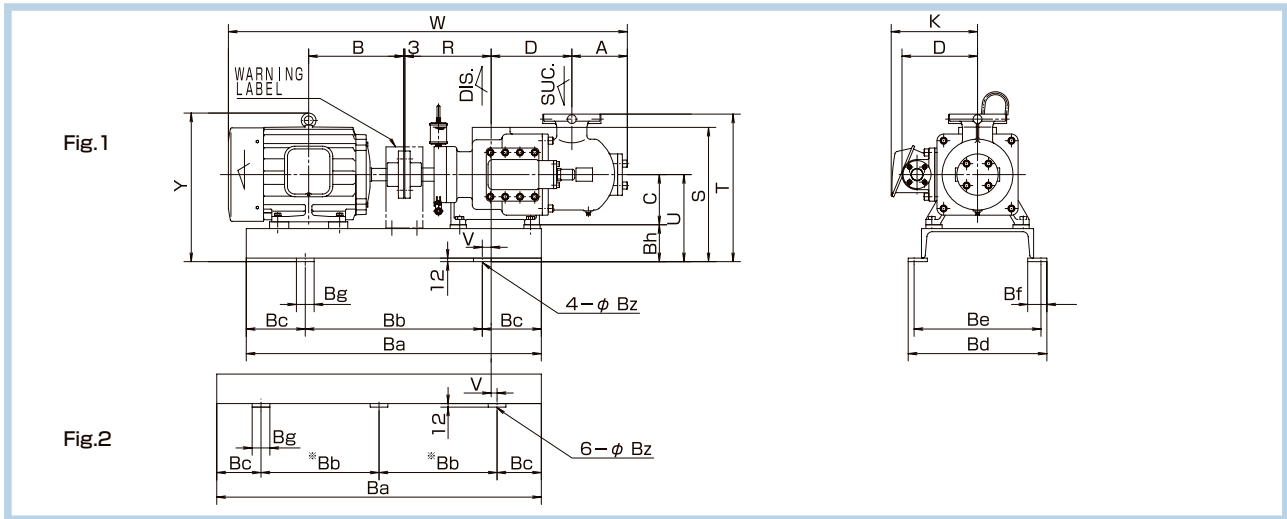 W
K
B
3
R
D
A
D
WARNING
LABEL
DIS.
SUC.
Fig.1
Y
C
U
S
T
Bh
V
12
Bg
4-φ Bz
Bf
Bc
Bb
Bc
Be
Ba
Bd
V
12
Fig.2
Bg
6-φ Bz
Bc
※Bb
※Bb
Bc
Ba